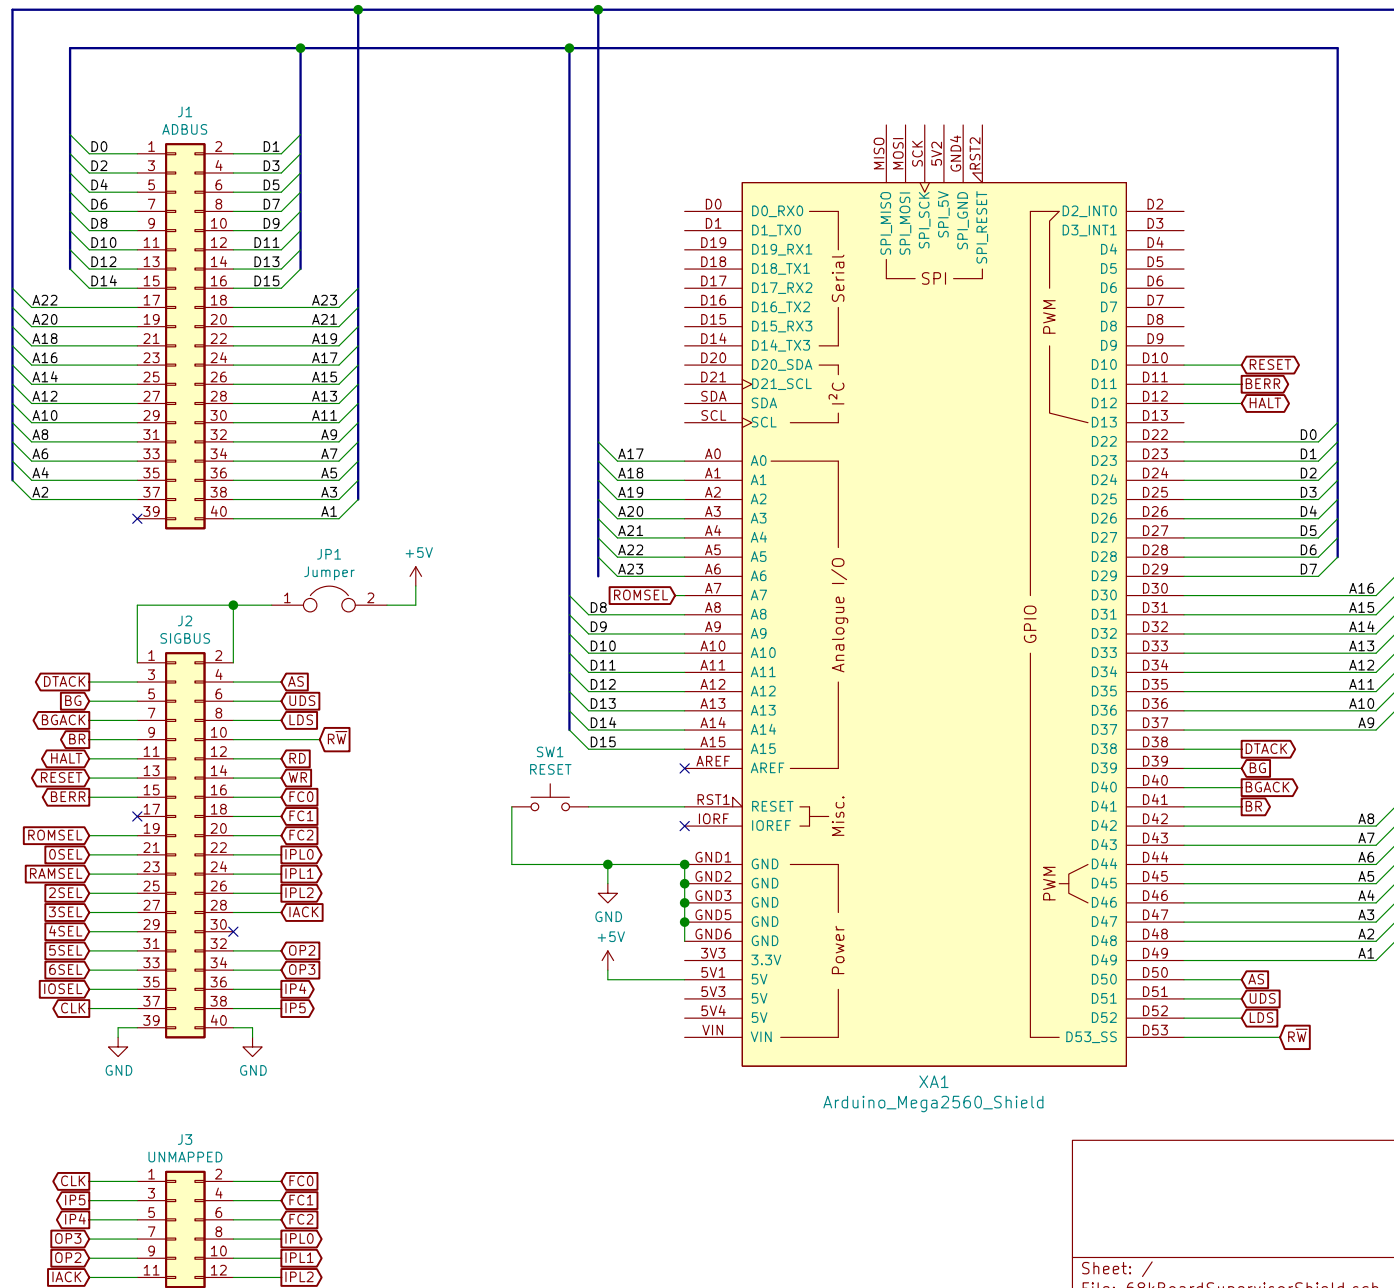 J1
ADBUS
D0 1 2 D1
D2 3 4 D3
D4 5 6 D5
D6 7 8 D7
D8 9 10 D9
D10 11 12 D11
D12 13 14 D13
D14 15 16 D15
A22 17 18 A23
A20 19 20 A21
A18 21 22 A19
A16 23 24 A17
A14 25 26 A15
A12 27 28 A13
A10 29 30 A11
A8 31 32 A9
A6 33 34 A7
A4 35 36 A5
A2 37 38 A3
39 40 A1
JP1
Jumper
1 2
+5V
J2
SIGBUS
1 2
DTACK 3 4 AS
BG 5 6 UDS
BGACK 7 8 LDS
BR 9 10 RW̅
HALT 11 12 RD
RESET 13 14 WR
BERR 15 16 FC0
17 18 FC1
ROMSEL 19 20 FC2
0SEL 21 22 IPL0
RAMSEL 23 24 IPL1
2SEL 25 26 IPL2
3SEL 27 28 IACK
4SEL 29 30
5SEL 31 32 OP2
6SEL 33 34 OP3
IOSEL 35 36 IP4
CLK 37 38 IP5
39 40
GND GND
J3
UNMAPPED
CLK 1 2 FC0
IP5 3 4 FC1
IP4 5 6 FC2
OP3 7 8 IPL0
OP2 9 10 IPL1
IACK 11 12 IPL2
MISO MOSI SCK 5V2 GND4 RST2
SPI_MISO SPI_MOSI SPI_SCK SPI_5V SPI_GND SPI_RESET
SPI
D0 D0_RX0
D1 D1_TX0
D19 D19_RX1
D18 D18_TX1
D17 D17_RX2
D16 D16_TX2
D15 D15_RX3
D14 D14_TX3
Serial
D20 D20_SDA
D21 D21_SCL
SDA SDA
SCL SCL
I²C
A17 A0 A0
A18 A1 A1
A19 A2 A2
A20 A3 A3
A21 A4 A4
A22 A5 A5
A23 A6 A6
ROMSEL A7 A7
D8 A8 A8
D9 A9 A9
D10 A10 A10
D11 A11 A11
D12 A12 A12
D13 A13 A13
D14 A14 A14
D15 A15 A15
AREF AREF
Analogue I/O
SW1
RESET
RST1 RESET
IORF IOREF
Misc.
GND1 GND
GND2 GND
GND3 GND
GND5 GND
GND6 GND
3V3 3.3V
5V1 5V
5V3 5V
5V4 5V
VIN VIN
Power
GND
+5V
D2_INT0 D2
D3_INT1 D3
D4 D4
D5 D5
D6 D6
D7 D7
D8 D8
D9 D9
D10 D10 RESET
D11 D11 BERR
D12 D12 HALT
D13 D13
PWM
D22 D22 D0
D23 D23 D1
D24 D24 D2
D25 D25 D3
D26 D26 D4
D27 D27 D5
D28 D28 D6
D29 D29 D7
D30 D30 A16
D31 D31 A15
D32 D32 A14
D33 D33 A13
D34 D34 A12
D35 D35 A11
D36 D36 A10
D37 D37 A9
D38 D38 DTACK
D39 D39 BG
D40 D40 BGACK
D41 D41 BR
D42 D42 A8
D43 D43 A7
D44 D44 A6
D45 D45 A5
D46 D46 A4
D47 D47 A3
D48 D48 A2
D49 D49 A1
D50 D50 AS
D51 D51 UDS
D52 D52 LDS
D53_SS D53 RW̅
GPIO
PWM
XA1
Arduino_Mega2560_Shield
Sheet: /
File: 68kBoardSupervisorShield.sch